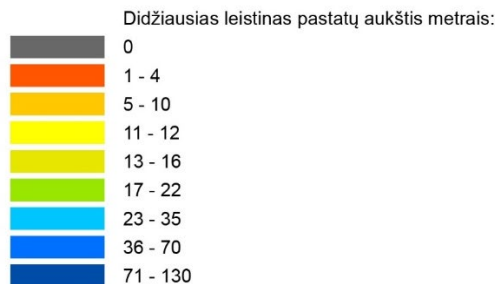 Didžiausias leistinas pastatų aukštis metrais:
0
1 - 4
5 - 10
11 - 12
13 - 16
17 - 22
23 - 35
36 - 70
71 - 130